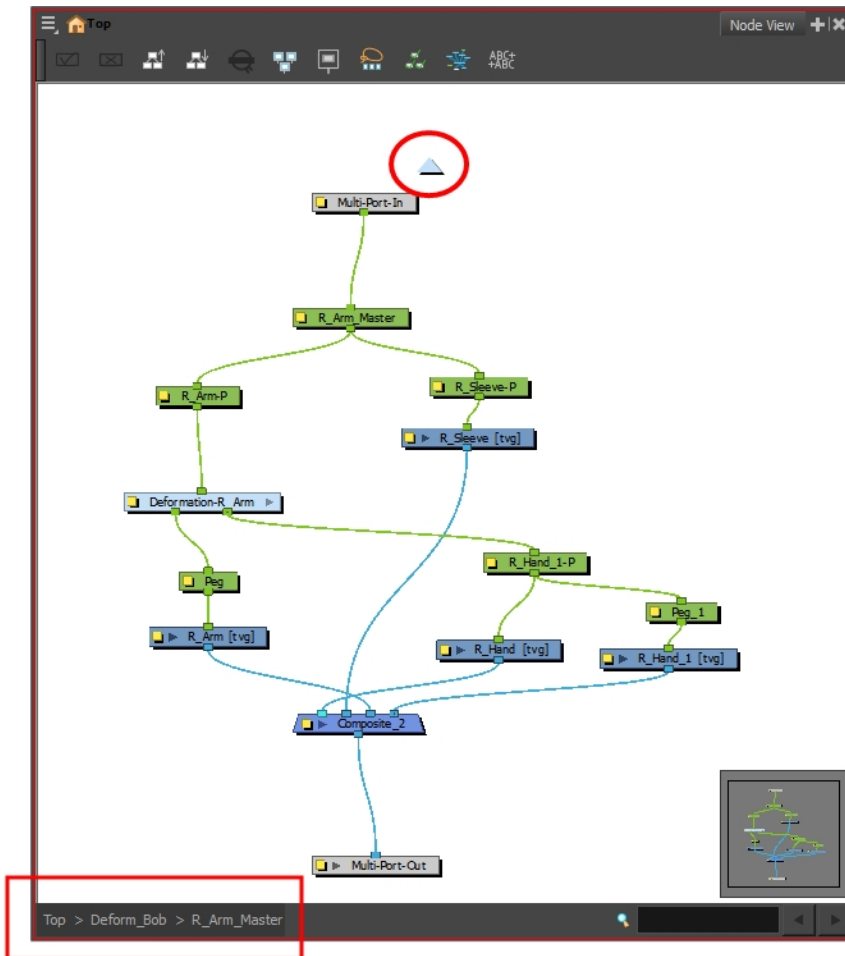 Top
Node View
ABC+
+ABC
Multi-Port-In
R_Arm_Master
R_Arm-P
R_Sleeve-P
R_Sleeve [tvg]
Deformation-R_Arm
R_Hand_1-P
Peg
Peg_1
R_Arm [tvg]
R_Hand [tvg]
R_Hand_1 [tvg]
Composite_2
Multi-Port-Out
Top > Deform_Bob > R_Arm_Master